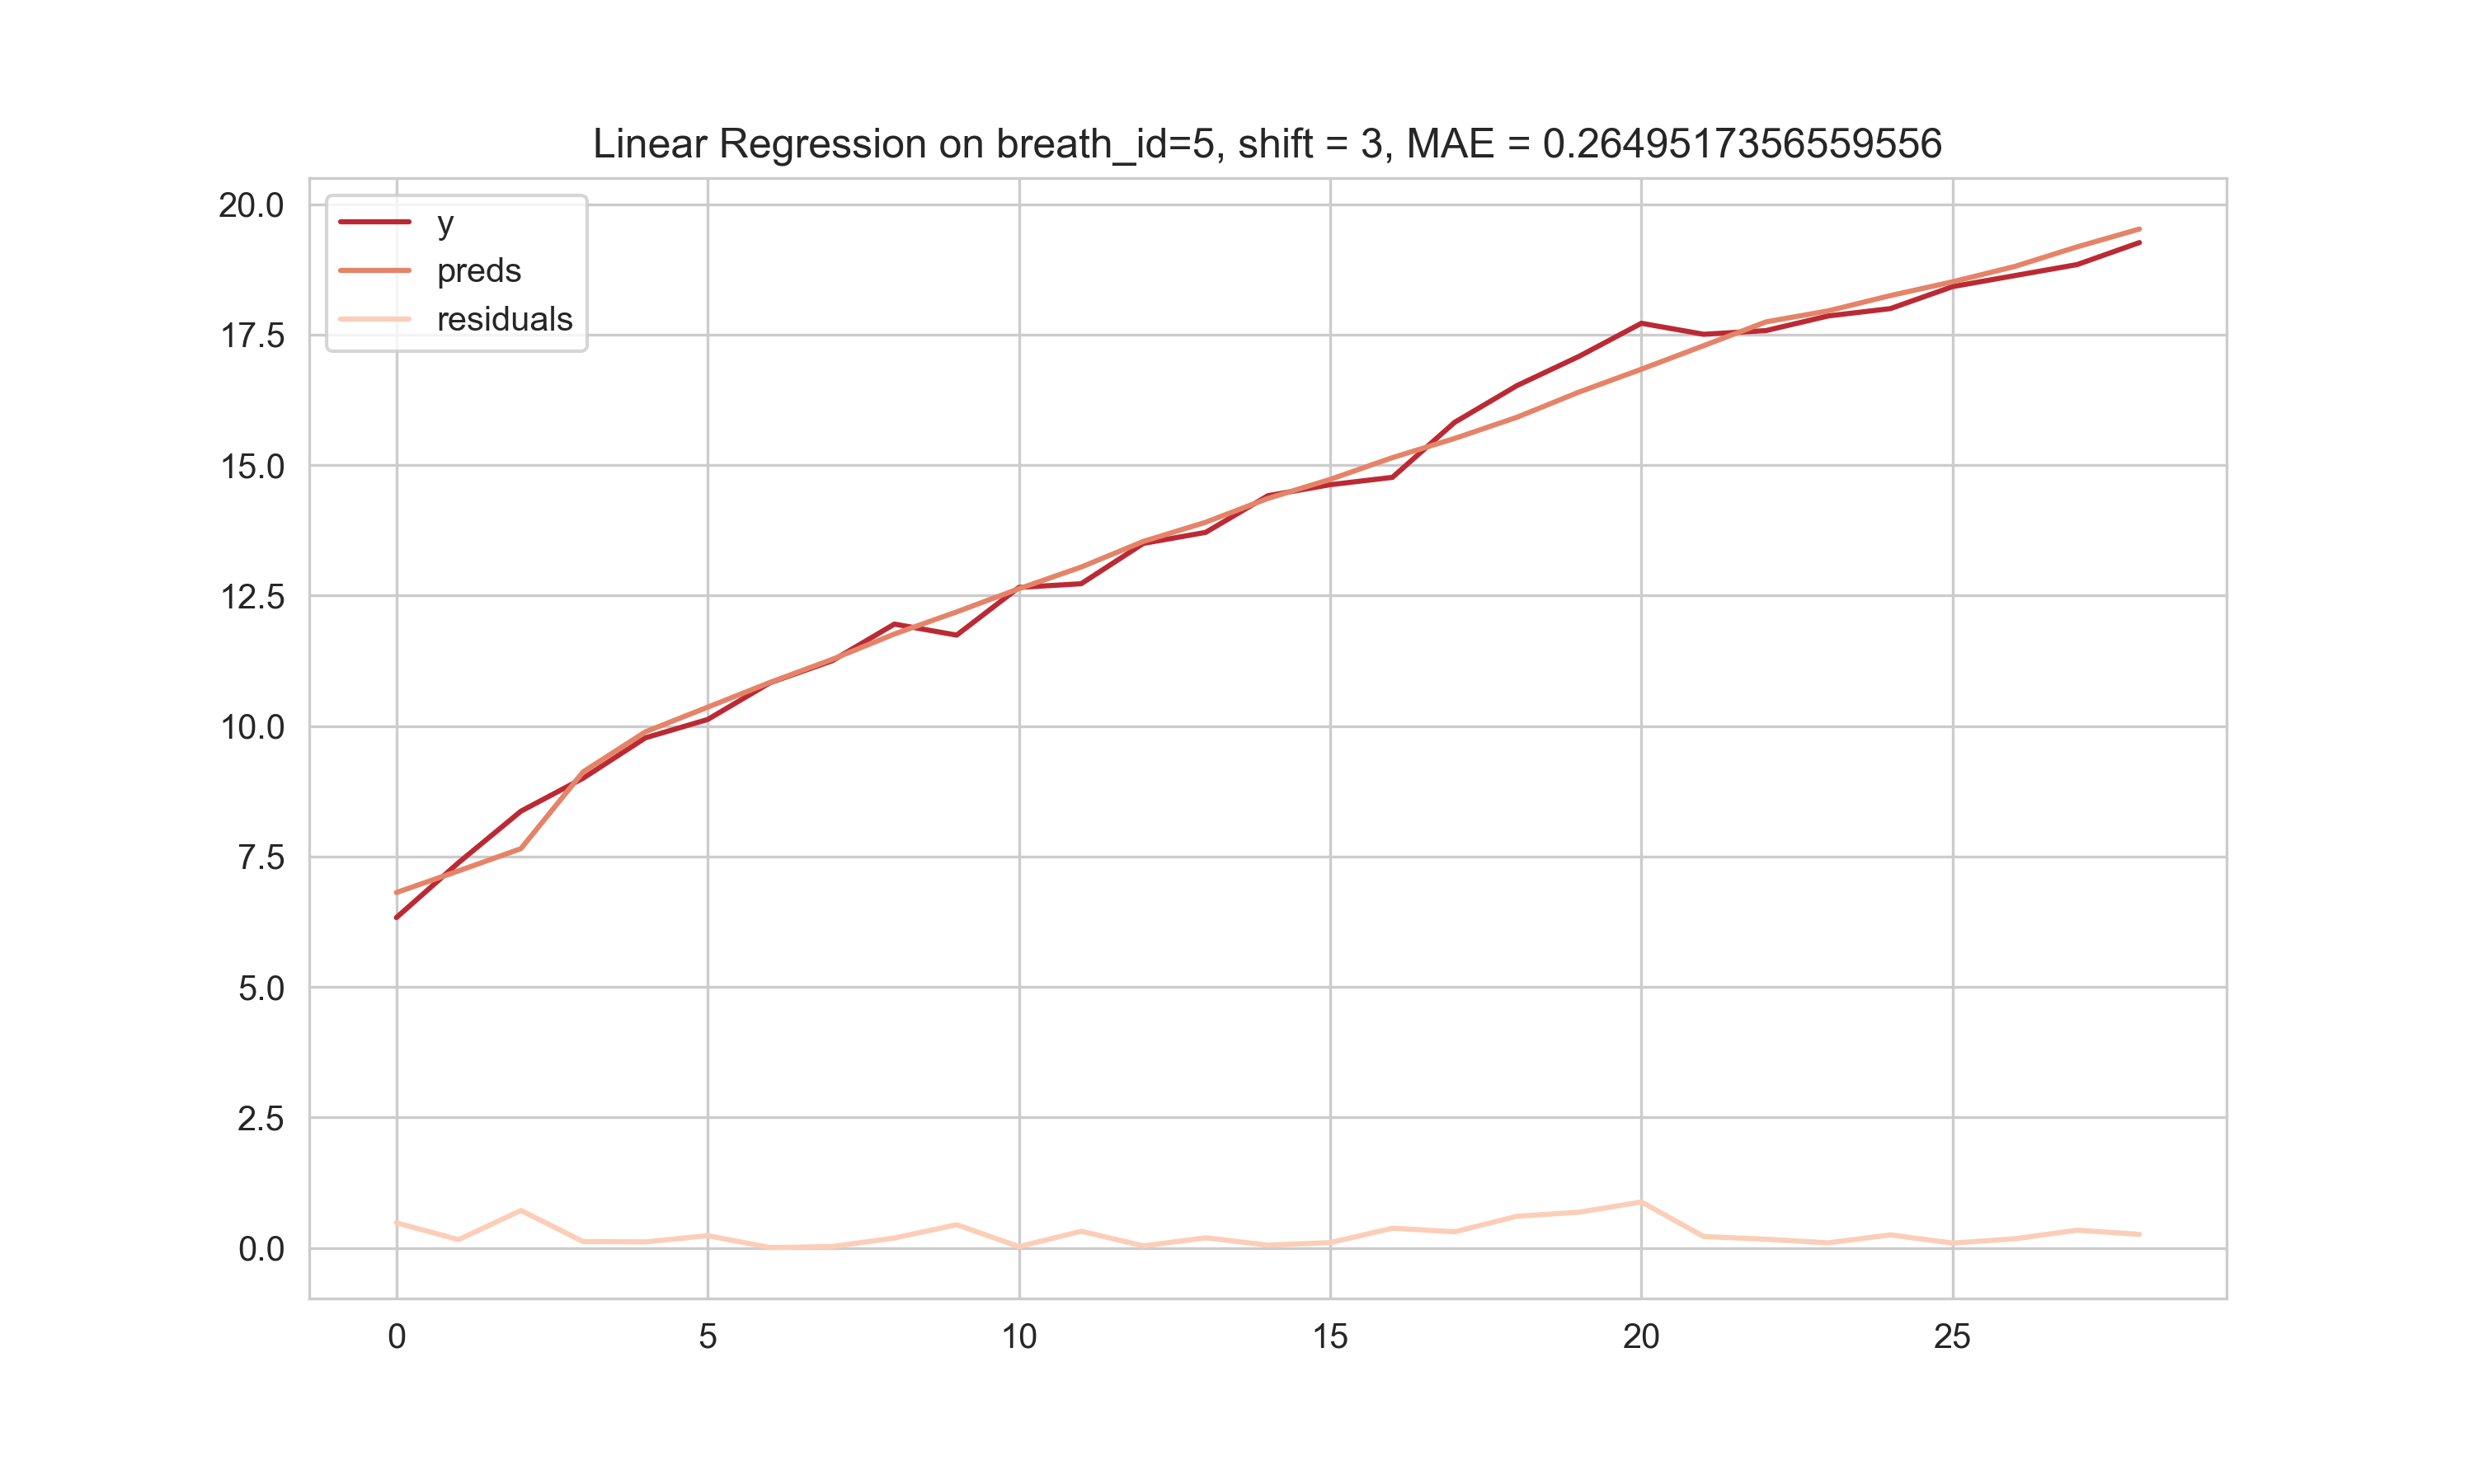 Linear Regression on breath_id=5, shift = 3, MAE = 0.2649517356559556
y
preds
residuals
20.0
17.5
15.0
12.5
10.0
7.5
5.0
2.5
0.0
0 5 10 15 20 25